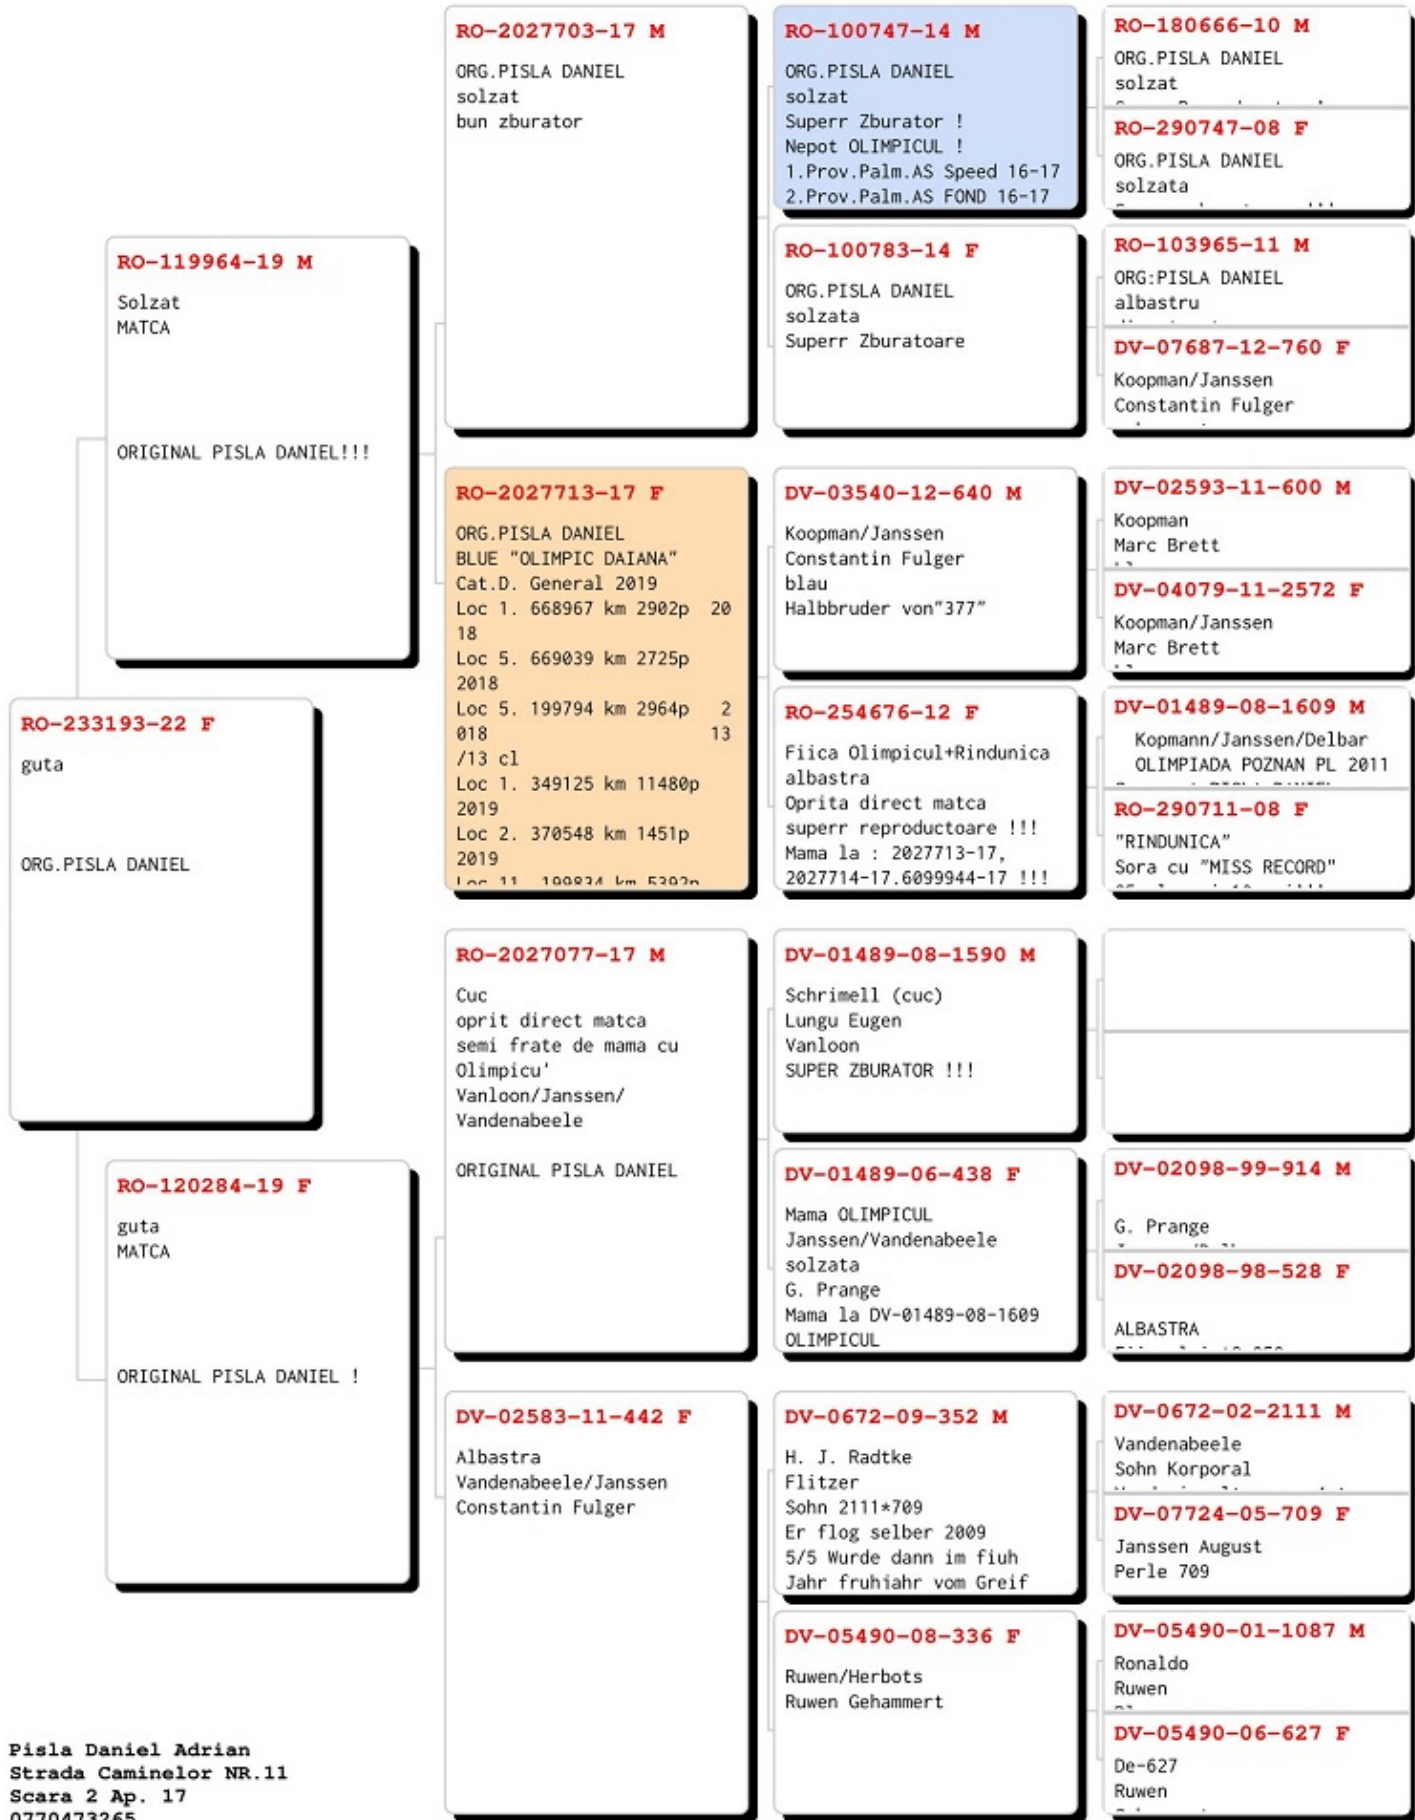 RO-233193-22 F
guta
ORG.PISLA DANIEL
RO-119964-19 M
Solzat
MATCA
ORIGINAL PISLA DANIEL!!!
RO-120284-19 F
guta
MATCA
ORIGINAL PISLA DANIEL !
RO-2027703-17 M
ORG.PISLA DANIEL
solzat
bun zburator
RO-2027713-17 F
ORG.PISLA DANIEL
BLUE "OLIMPIC DAIANA"
Cat.D. General 2019
Loc 1. 668967 km 2902p 20
18
Loc 5. 669039 km 2725p
2018
Loc 5. 199794 km 2964p 2
018 13
/13 cl
Loc 1. 349125 km 11480p
2019
Loc 2. 370548 km 1451p
2019
Loc 11. 199834 km 5392p
RO-2027077-17 M
Cuc
oprit direct matca
semi frate de mama cu
Olimpicu'
Vanloon/Janssen/
Vandenabeele
ORIGINAL PISLA DANIEL
DV-02583-11-442 F
Albastra
Vandenabeele/Janssen
Constantin Fulger
RO-100747-14 M
ORG.PISLA DANIEL
solzat
Superr Zburator !
Nepot OLIMPICUL !
1.Prov.Palm.AS Speed 16-17
2.Prov.Palm.AS FOND 16-17
RO-100783-14 F
ORG.PISLA DANIEL
solzata
Superr Zburatoare
DV-03540-12-640 M
Koopman/Janssen
Constantin Fulger
blau
Halbbruder von"377"
RO-254676-12 F
Fiica Olimpicul+Rindunica
albastra
Oprita direct matca
superr reproductoare !!!
Mama la : 2027713-17,
2027714-17.6099944-17 !!!
DV-01489-08-1590 M
Schrimell (cuc)
Lungu Eugen
Vanloon
SUPER ZBURATOR !!!
DV-01489-06-438 F
Mama OLIMPICUL
Janssen/Vandenabeele
solzata
G. Prange
Mama la DV-01489-08-1609
OLIMPICUL
DV-0672-09-352 M
H. J. Radtke
Flitzer
Sohn 2111*709
Er flog selber 2009
5/5 Wurde dann im fiuh
Jahr fruhjahr vom Greif
DV-05490-08-336 F
Ruwen/Herbots
Ruwen Gehammert
RO-180666-10 M
ORG.PISLA DANIEL
solzat
RO-290747-08 F
ORG.PISLA DANIEL
solzata
RO-103965-11 M
ORG:PISLA DANIEL
albastru
DV-07687-12-760 F
Koopman/Janssen
Constantin Fulger
DV-02593-11-600 M
Koopman
Marc Brett
DV-04079-11-2572 F
Koopman/Janssen
Marc Brett
DV-01489-08-1609 M
Kopmann/Janssen/Delbar
OLIMPIADA POZNAN PL 2011
RO-290711-08 F
"RINDUNICA"
Sora cu "MISS RECORD"
DV-02098-99-914 M
G. Prange
DV-02098-98-528 F
ALBASTRA
DV-0672-02-2111 M
Vandenabeele
Sohn Korporal
DV-07724-05-709 F
Janssen August
Perle 709
DV-05490-01-1087 M
Ronaldo
Ruwen
DV-05490-06-627 F
De-627
Ruwen
Pisla Daniel Adrian
Strada Caminelor NR.11
Scara 2 Ap. 17
0770473265